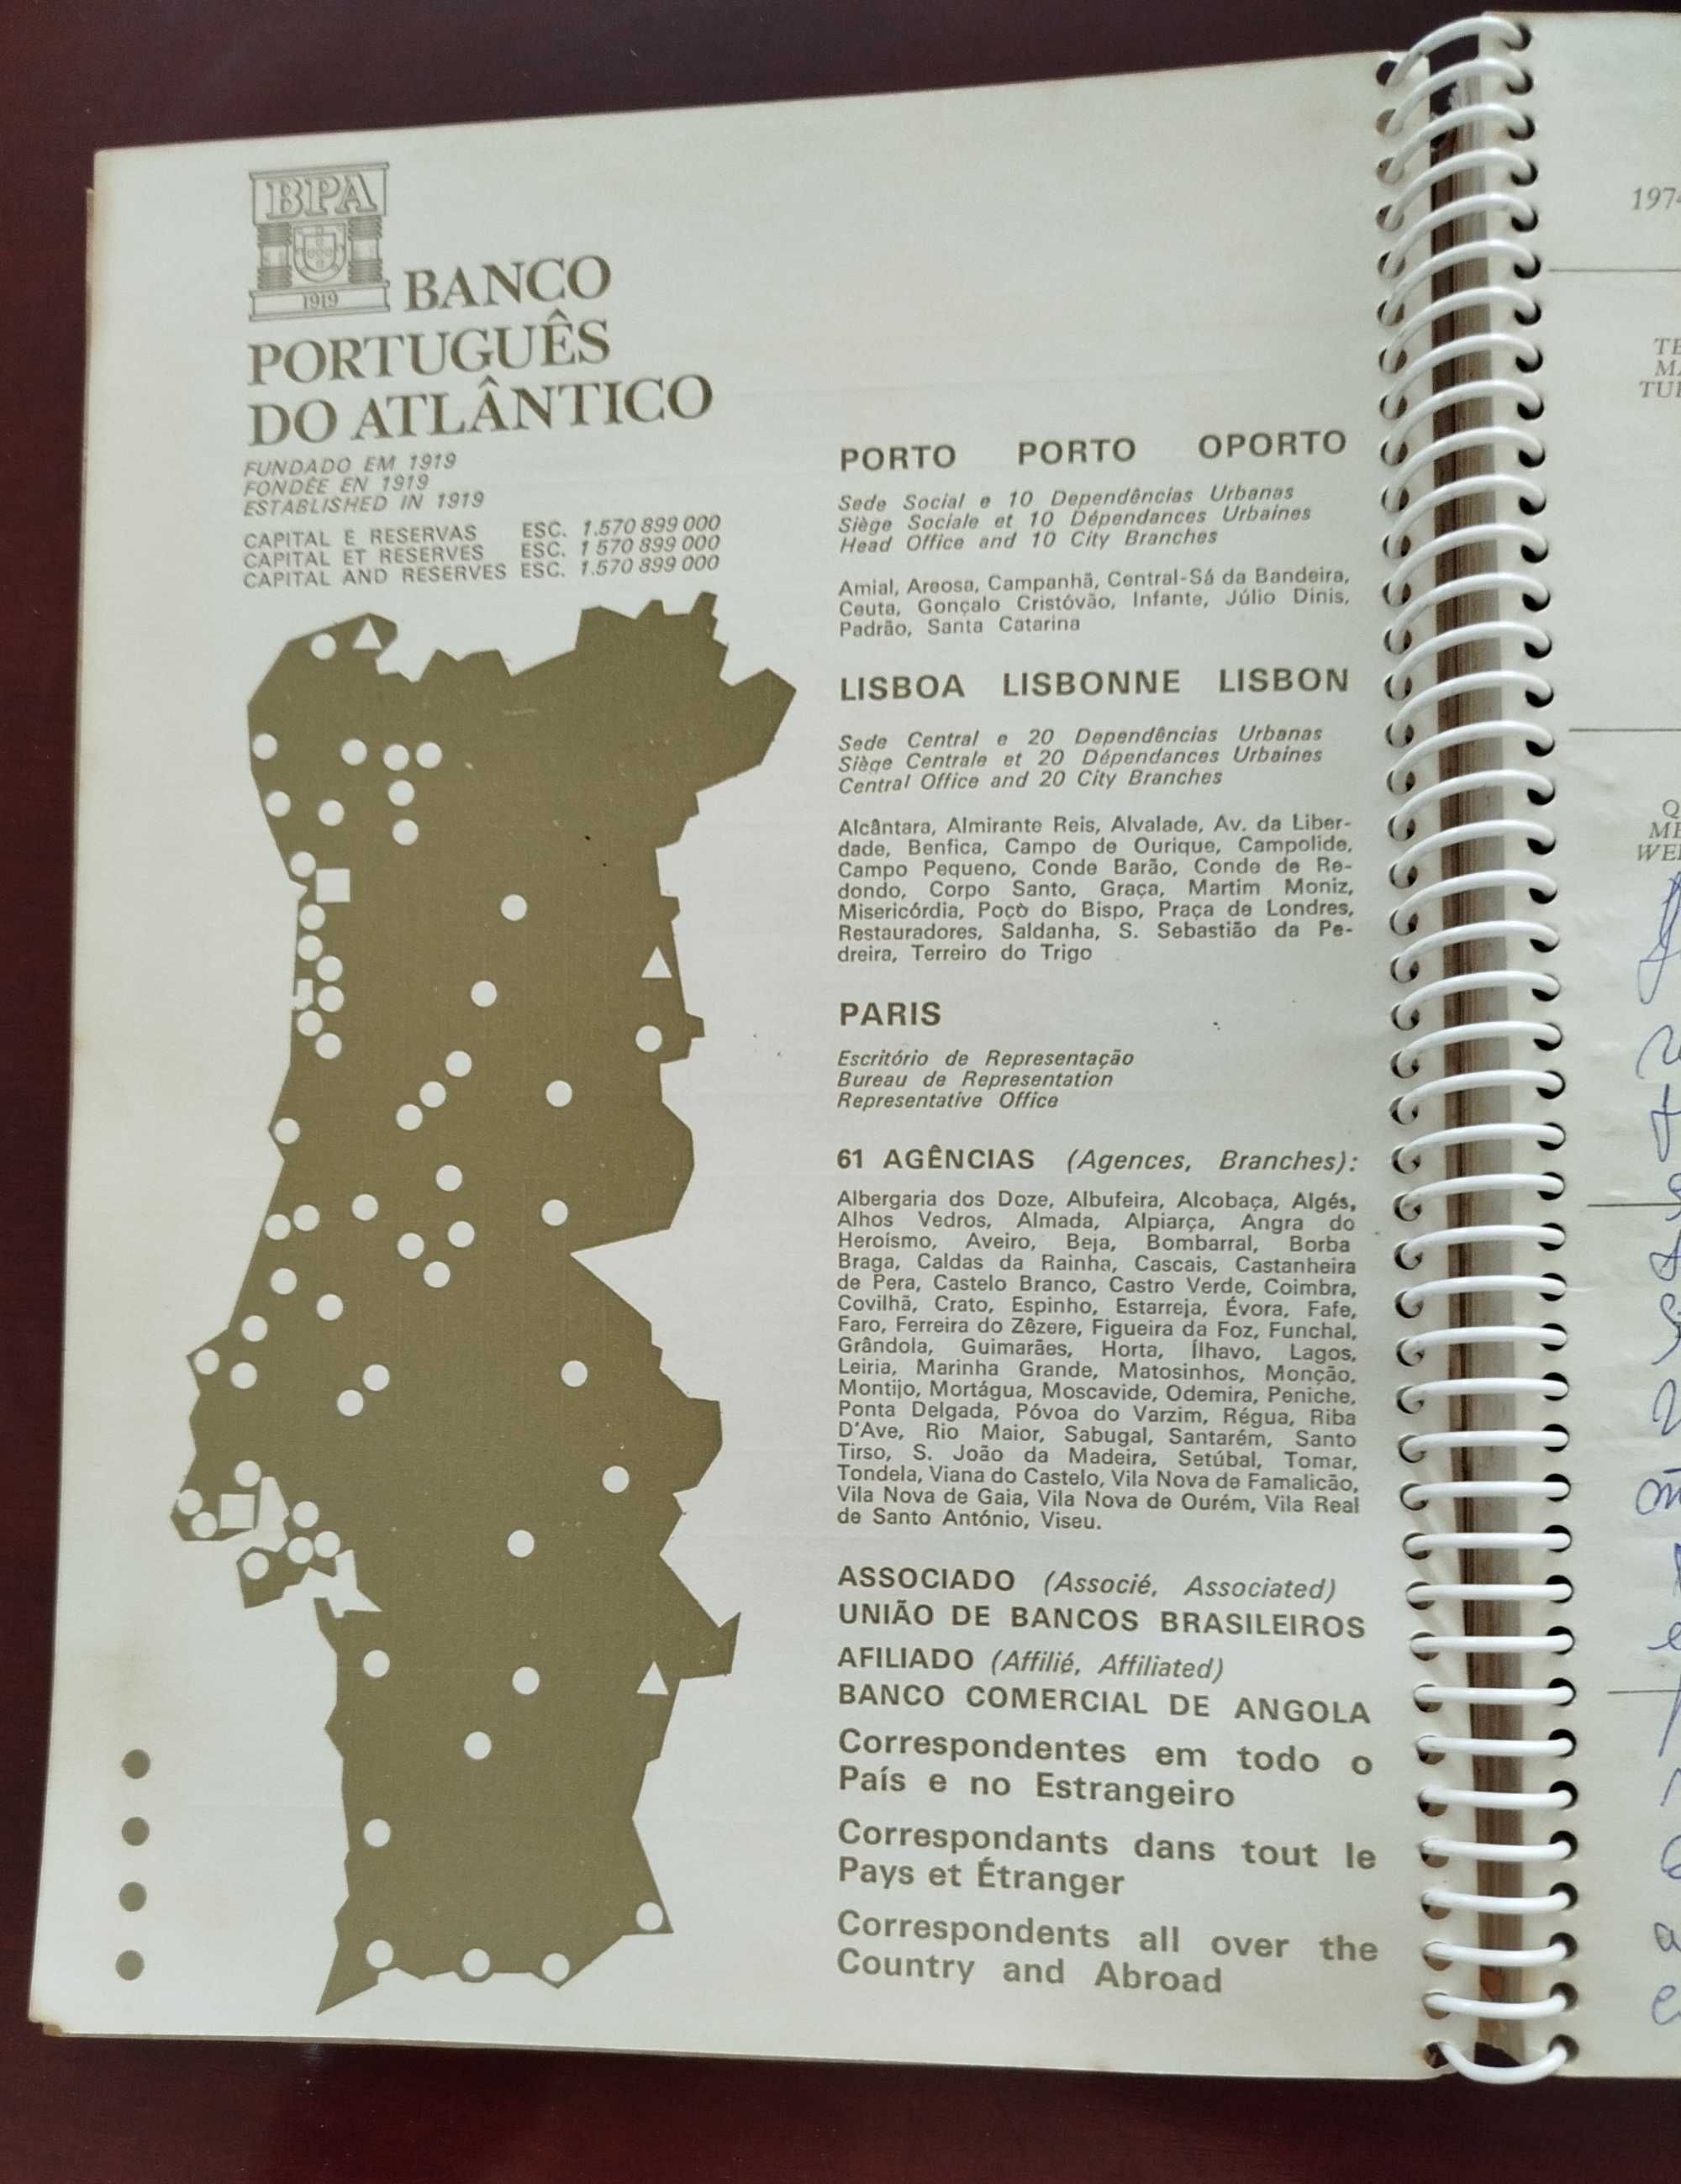 BPA
1919
BANCO
PORTUGUÊS
DO ATLÂNTICO
FUNDADO EM 1919
FONDÉE EN 1919
ESTABLISHED IN 1919
CAPITAL E RESERVAS ESC. 1.570 899 000
CAPITAL ET RESERVES ESC. 1 570 899 000
CAPITAL AND RESERVES ESC. 1.570 899 000
PORTO PORTO OPORTO
Sede Social e 10 Dependências Urbanas
Siège Sociale et 10 Dépendances Urbaines
Head Office and 10 City Branches
Amial, Areosa, Campanhã, Central-Sá da Bandeira,
Ceuta, Gonçalo Cristóvão, Infante, Júlio Dinis,
Padrão, Santa Catarina
LISBOA LISBONNE LISBON
Sede Central e 20 Dependências Urbanas
Siège Centrale et 20 Dépendances Urbaines
Central Office and 20 City Branches
Alcântara, Almirante Reis, Alvalade, Av. da Liber-
dade, Benfica, Campo de Ourique, Campolide,
Campo Pequeno, Conde Barão, Conde de Re-
dondo, Corpo Santo, Graça, Martim Moniz,
Misericórdia, Poço do Bispo, Praça de Londres,
Restauradores, Saldanha, S. Sebastião da Pe-
dreira, Terreiro do Trigo
PARIS
Escritório de Representação
Bureau de Representation
Representative Office
61 AGÊNCIAS (Agences, Branches):
Albergaria dos Doze, Albufeira, Alcobaça, Algés,
Alhos Vedros, Almada, Alpiarça, Angra do
Heroísmo, Aveiro, Beja, Bombarral, Borba
Braga, Caldas da Rainha, Cascais, Castanheira
de Pera, Castelo Branco, Castro Verde, Coimbra,
Covilhã, Crato, Espinho, Estarreja, Évora, Fafe,
Faro, Ferreira do Zêzere, Figueira da Foz, Funchal,
Grândola, Guimarães, Horta, Ílhavo, Lagos,
Leiria, Marinha Grande, Matosinhos, Monção,
Montijo, Mortágua, Moscavide, Odemira, Peniche,
Ponta Delgada, Póvoa do Varzim, Régua, Riba
D'Ave, Rio Maior, Sabugal, Santarém, Santo
Tirso, S. João da Madeira, Setúbal, Tomar,
Tondela, Viana do Castelo, Vila Nova de Famalicão,
Vila Nova de Gaia, Vila Nova de Ourém, Vila Real
de Santo António, Viseu.
ASSOCIADO (Associé, Associated)
UNIÃO DE BANCOS BRASILEIROS
AFILIADO (Affilié, Affiliated)
BANCO COMERCIAL DE ANGOLA
Correspondentes em todo o
País e no Estrangeiro
Correspondants dans tout le
Pays et Étranger
Correspondents all over the
Country and Abroad